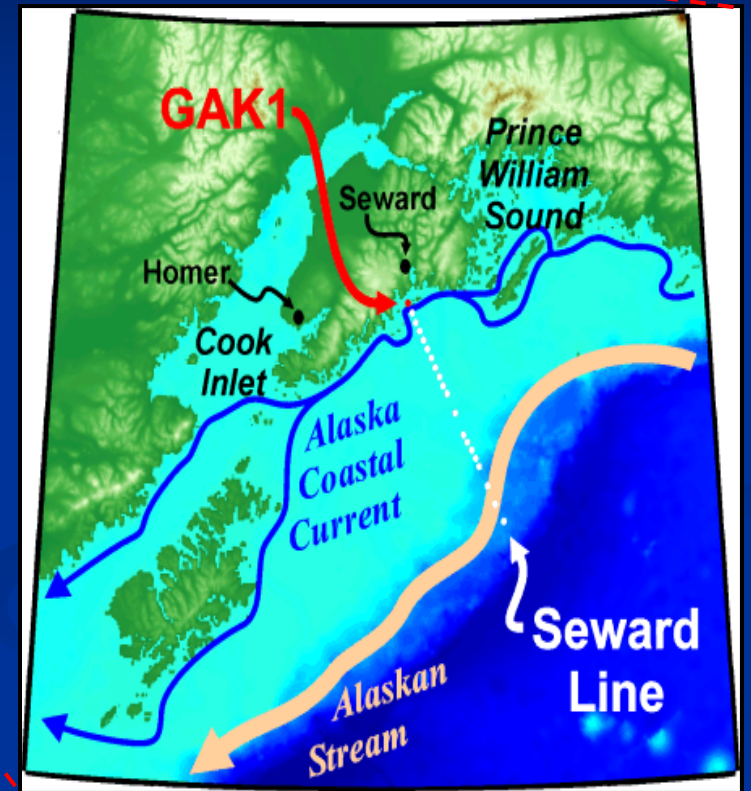 GAK1
Prince
William
Sound
Seward
Homer
Cook
Inlet
Alaska
Coastal
Current
Seward
Line
Alaskan
Stream